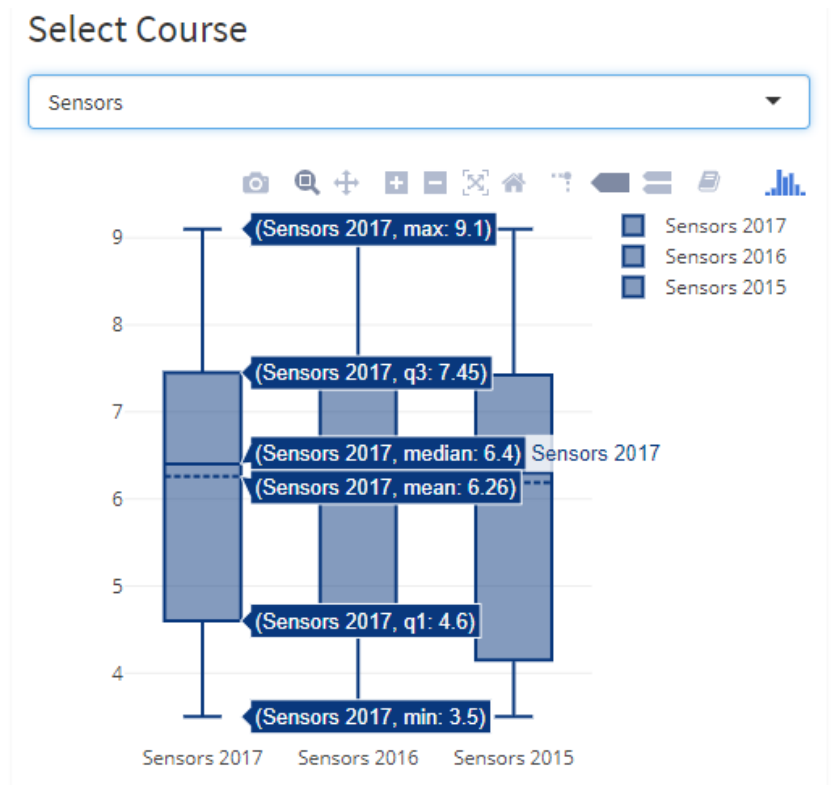 Select Course
Sensors
Sensors 2017
Sensors 2016
Sensors 2015
9
8
7
6
5
4
(Sensors 2017, max: 9.1)
(Sensors 2017, q3: 7.45)
(Sensors 2017, median: 6.4) Sensors 2017
(Sensors 2017, mean: 6.26)
(Sensors 2017, q1: 4.6)
(Sensors 2017, min: 3.5)
Sensors 2017 Sensors 2016 Sensors 2015